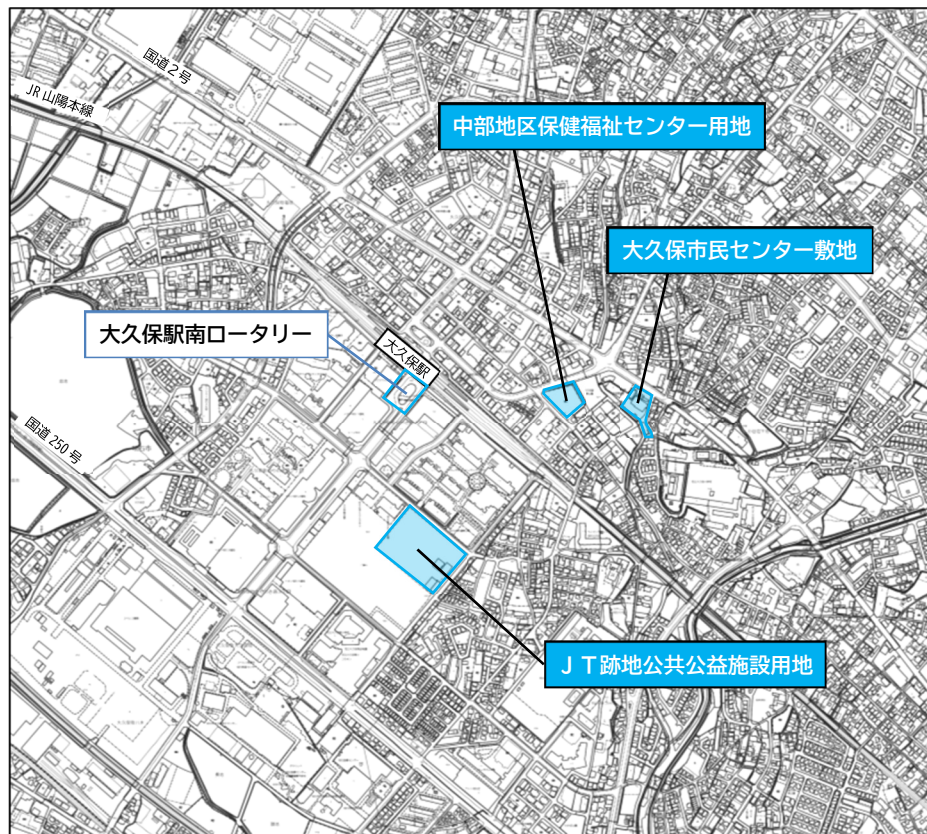 国道２号
JR 山陽本線
中部地区保健福祉センター用地
大久保市民センター敷地
大久保駅南ロータリー
大久保駅
国道 250 号
ＪＴ跡地公共公益施設用地